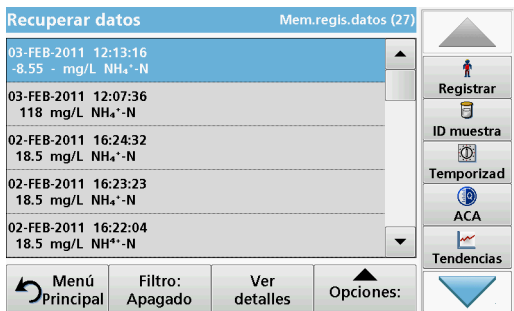 Recuperar datos
Mem.regis.datos (27)
03-FEB-2011 12:13:16
-8.55 - mg/L NH₄⁺-N
03-FEB-2011 12:07:36
118 mg/L NH₄⁺-N
02-FEB-2011 16:24:32
18.5 mg/L NH₄⁺-N
02-FEB-2011 16:23:23
18.5 mg/L NH₄⁺-N
02-FEB-2011 16:22:04
18.5 mg/L NH⁴⁺-N
Registrar
ID muestra
Temporizad
ACA
Tendencias
Menú
Principal
Filtro:
Apagado
Ver
detalles
Opciones: